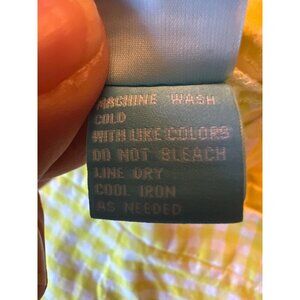 MACHINE WASH
COLD
WITH LIKE COLORS
DO NOT BLEACH
LINE DRY
COOL IRON
AS NEEDED